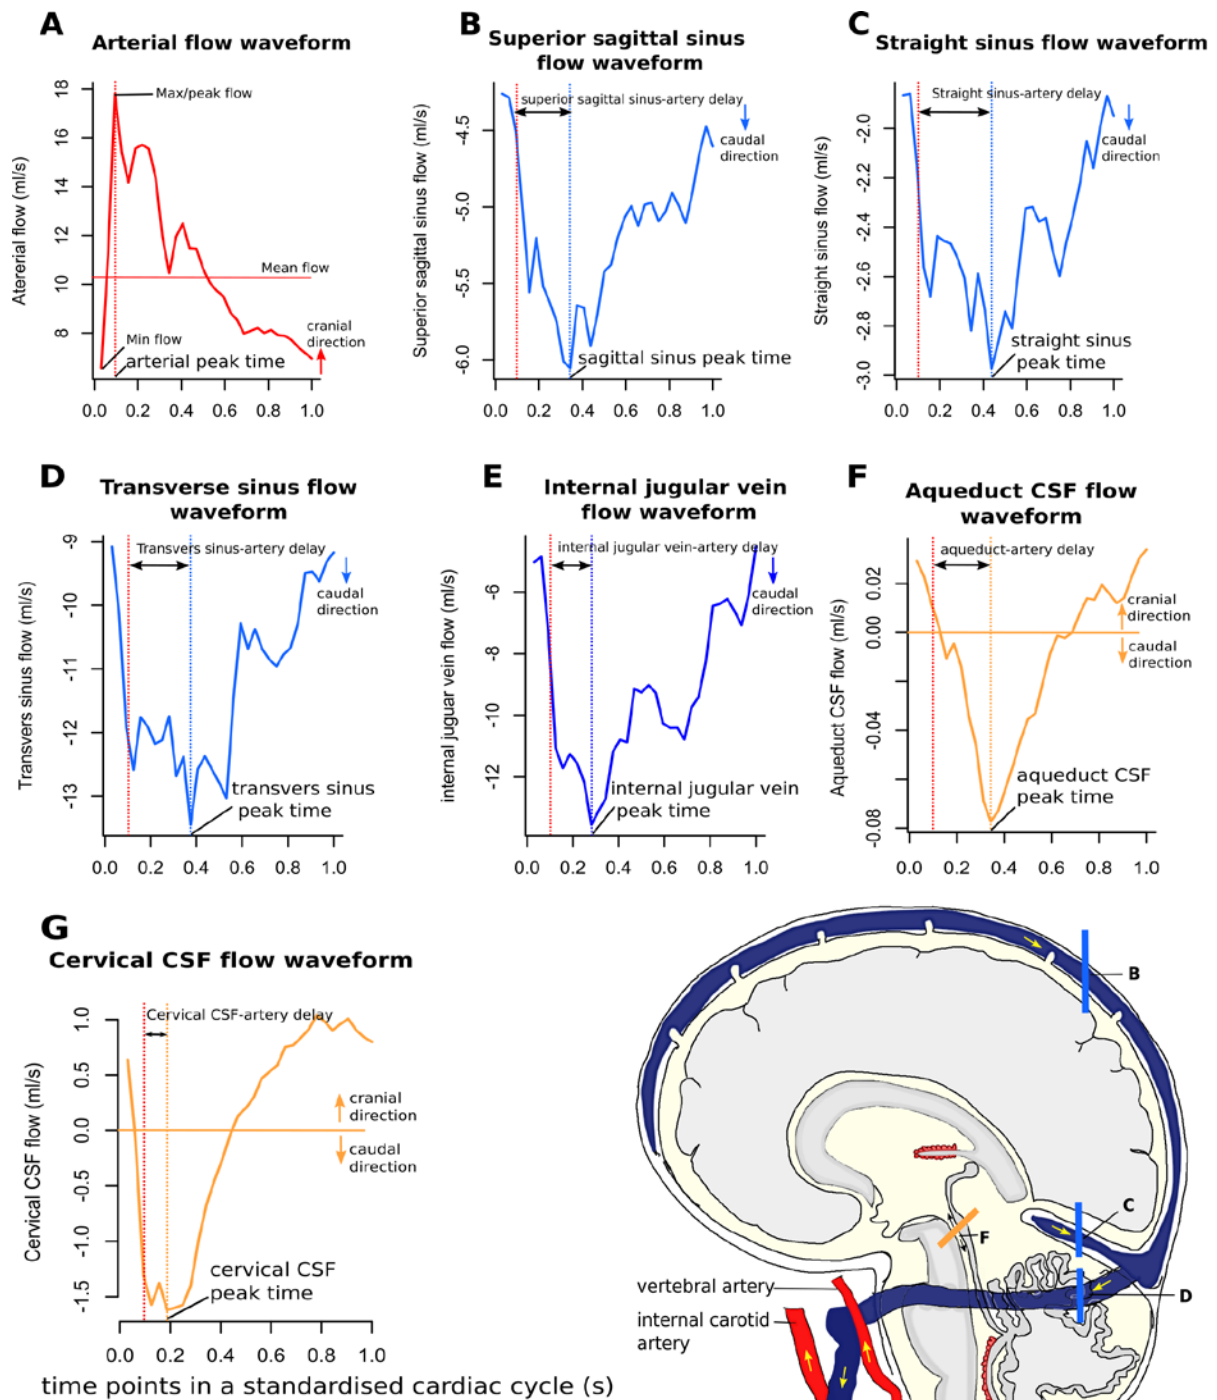 A
Arterial flow waveform
Atererial flow (ml/s)
18
16
14
12
10
8
Max/peak flow
Mean flow
Min flow
arterial peak time
cranial
direction
0.0 0.2 0.4 0.6 0.8 1.0
B
Superior sagittal sinus
flow waveform
Superior sagittal sinus flow (ml/s)
-4.5
-5.0
-5.5
-6.0
superior sagittal sinus-artery delay
caudal
direction
sagittal sinus peak time
0.0 0.2 0.4 0.6 0.8 1.0
C
Straight sinus flow waveform
Straight sinus flow (ml/s)
-2.0
-2.2
-2.4
-2.6
-2.8
-3.0
Straight sinus-artery delay
caudal
direction
straight sinus
peak time
0.0 0.2 0.4 0.6 0.8 1.0
D
Transverse sinus flow
waveform
Transvers sinus flow (ml/s)
-9
-10
-11
-12
-13
Transvers sinus-artery delay
caudal
direction
transvers sinus
peak time
0.0 0.2 0.4 0.6 0.8 1.0
E
Internal jugular vein
flow waveform
internal juguar vein flow (ml/s)
-6
-8
-10
-12
internal jugular vein-artery delay
caudal
direction
internal jugular vein
peak time
0.0 0.2 0.4 0.6 0.8 1.0
F
Aqueduct CSF flow
waveform
Aqueduct CSF flow (ml/s)
0.02
0.00
-0.04
-0.08
aqueduct-artery delay
cranial
direction
caudal
direction
aqueduct CSF
peak time
0.0 0.2 0.4 0.6 0.8 1.0
G
Cervical CSF flow waveform
Cervical CSF flow (ml/s)
1.0
0.5
0.0
-0.5
-1.0
-1.5
Cervical CSF-artery delay
cranial
direction
caudal
direction
cervical CSF
peak time
0.0 0.2 0.4 0.6 0.8 1.0
time points in a standardised cardiac cycle (s)
B
C
F
D
vertebral artery
internal carotid
artery